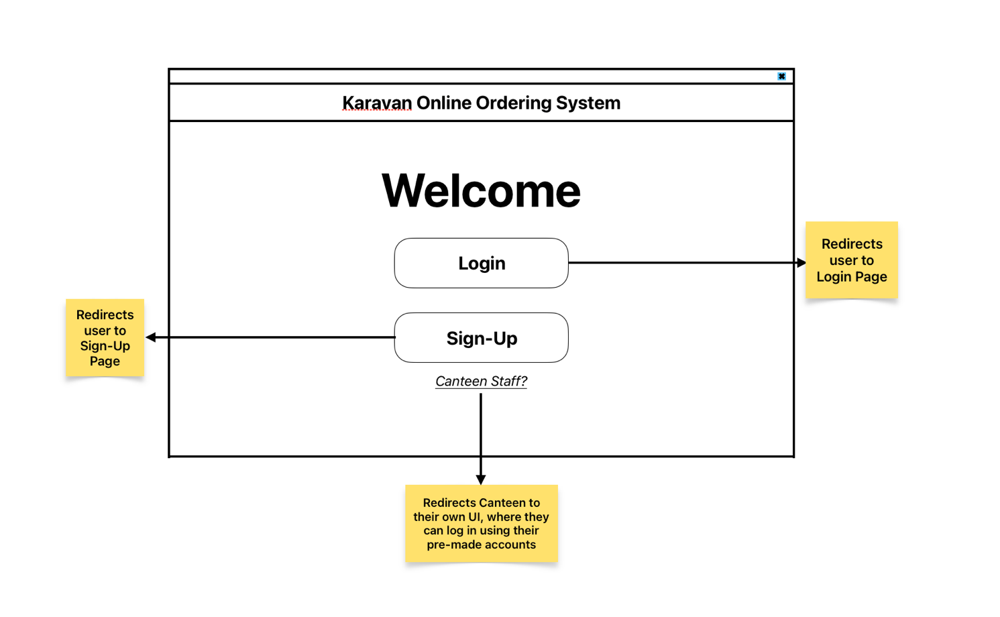 Karavan Online Ordering System
Welcome
Login
Redirects
user to
Login Page
Redirects
user to
Sign-Up
Page
Sign-Up
Canteen Staff?
Redirects Canteen to
their own UI, where they
can log in using their
pre-made accounts